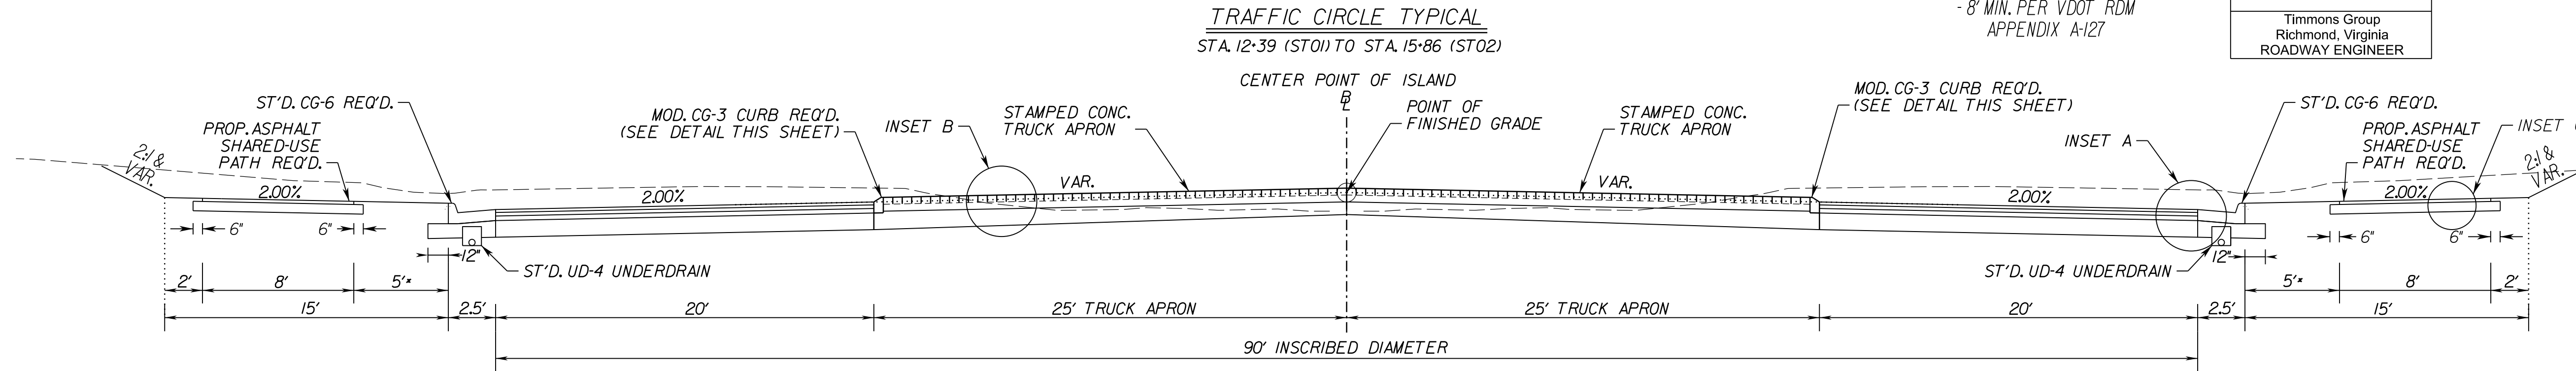 TRAFFIC CIRCLE TYPICAL
STA. 12+39 (ST01) TO STA. 15+86 (ST02)
- 8' MIN. PER VDOT RDM
APPENDIX A-127
Timmons Group
Richmond, Virginia
ROADWAY ENGINEER
CENTER POINT OF ISLAND
POINT OF
FINISHED GRADE
ST'D. CG-6 REQ'D.
PROP. ASPHALT
SHARED-USE
PATH REQ'D.
MOD. CG-3 CURB REQ'D.
(SEE DETAIL THIS SHEET)
INSET B
STAMPED CONC.
TRUCK APRON
STAMPED CONC.
TRUCK APRON
MOD. CG-3 CURB REQ'D.
(SEE DETAIL THIS SHEET)
INSET A
ST'D. CG-6 REQ'D.
PROP. ASPHALT
SHARED-USE
PATH REQ'D.
INSET
2:1 &
VAR.
2.00%
2.00%
VAR.
VAR.
2.00%
2.00%
2:1 &
VAR.
6"
6"
12"
ST'D. UD-4 UNDERDRAIN
ST'D. UD-4 UNDERDRAIN
12"
6"
6"
2'
8'
5'*
5'*
8'
2'
15'
2.5'
20'
25' TRUCK APRON
25' TRUCK APRON
20'
2.5'
15'
90' INSCRIBED DIAMETER